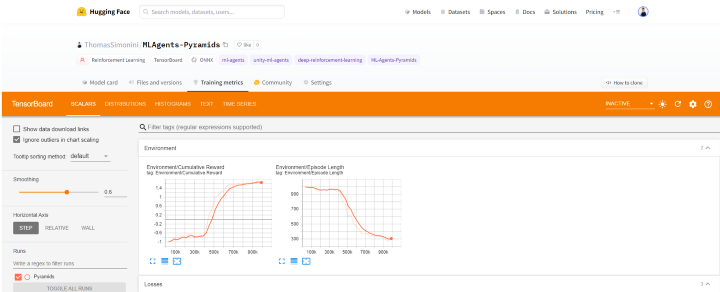 Hugging Face
Search models, datasets, users...
Models
Datasets
Spaces
Docs
Solutions
Pricing
ThomasSimonini/MLAgents-Pyramids
like 0
Reinforcement Learning
TensorBoard
ONNX
ml-agents
unity-ml-agents
deep-reinforcement-learning
ML-Agents-Pyramids
Model card
Files and versions
Training metrics
Community
Settings
How to clone
TensorBoard
SCALARS
DISTRIBUTIONS
HISTOGRAMS
TEXT
TIME SERIES
INACTIVE
Show data download links
Ignore outliers in chart scaling
Tooltip sorting method: default
Smoothing
0.6
Horizontal Axis
STEP RELATIVE WALL
Runs
Write a regex to filter runs
Pyramids
TOGGLE ALL RUNS
Filter tags (regular expressions supported)
Environment
Environment/Cumulative Reward
tag: Environment/Cumulative Reward
1.4
1
0.6
0.2
-0.2
-0.6
-1
100k 300k 500k 700k 900k
Environment/Episode Length
tag: Environment/Episode Length
900
700
500
300
100k 300k 500k 700k 900k
Losses